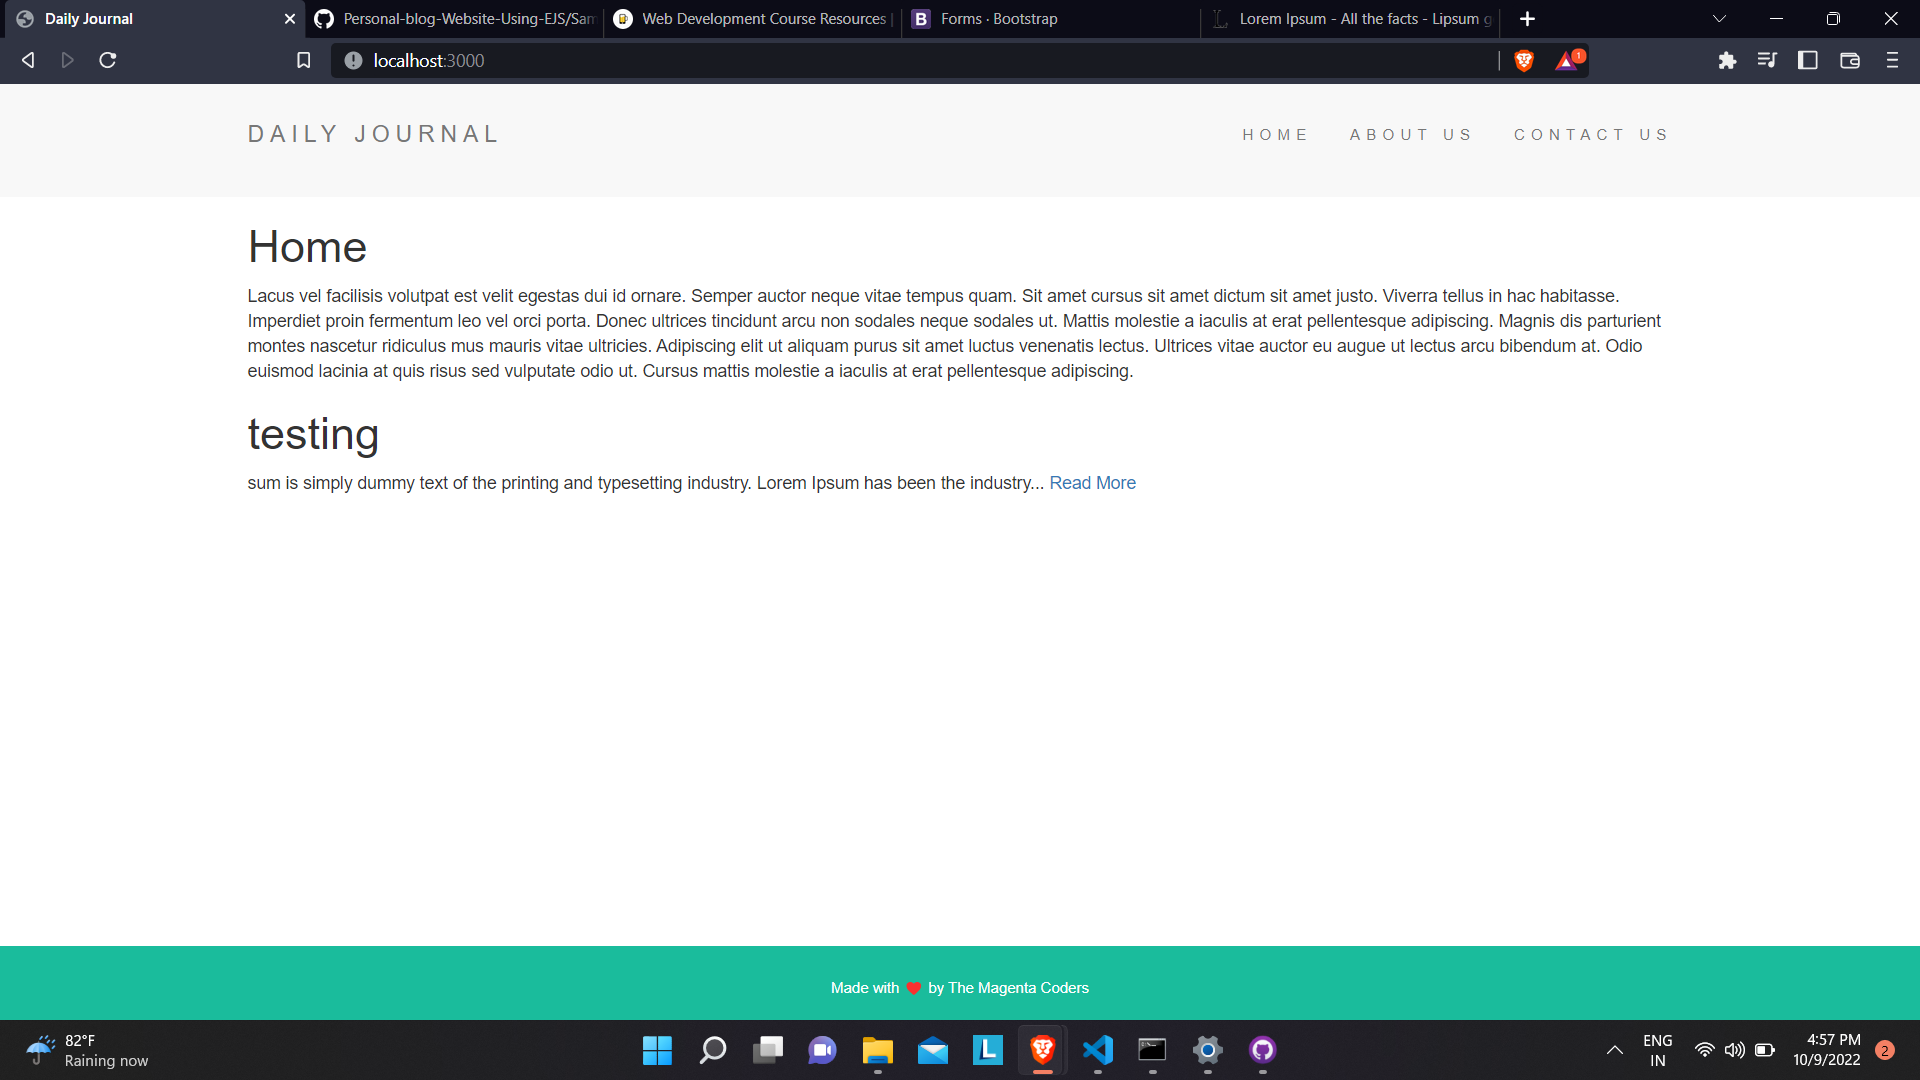 Daily Journal
Personal-blog-Website-Using-EJS/Sam
Web Development Course Resources |
Forms · Bootstrap
Lorem Ipsum - All the facts - Lipsum g
localhost:3000
1
DAILY JOURNAL
HOME
ABOUT US
CONTACT US
Home
Lacus vel facilisis volutpat est velit egestas dui id ornare. Semper auctor neque vitae tempus quam. Sit amet cursus sit amet dictum sit amet justo. Viverra tellus in hac habitasse.
Imperdiet proin fermentum leo vel orci porta. Donec ultrices tincidunt arcu non sodales neque sodales ut. Mattis molestie a iaculis at erat pellentesque adipiscing. Magnis dis parturient
montes nascetur ridiculus mus mauris vitae ultricies. Adipiscing elit ut aliquam purus sit amet luctus venenatis lectus. Ultrices vitae auctor eu augue ut lectus arcu bibendum at. Odio
euismod lacinia at quis risus sed vulputate odio ut. Cursus mattis molestie a iaculis at erat pellentesque adipiscing.
testing
sum is simply dummy text of the printing and typesetting industry. Lorem Ipsum has been the industry... Read More
Made with ❤ by The Magenta Coders
82°F
Raining now
ENG
IN
4:57 PM
10/9/2022
2